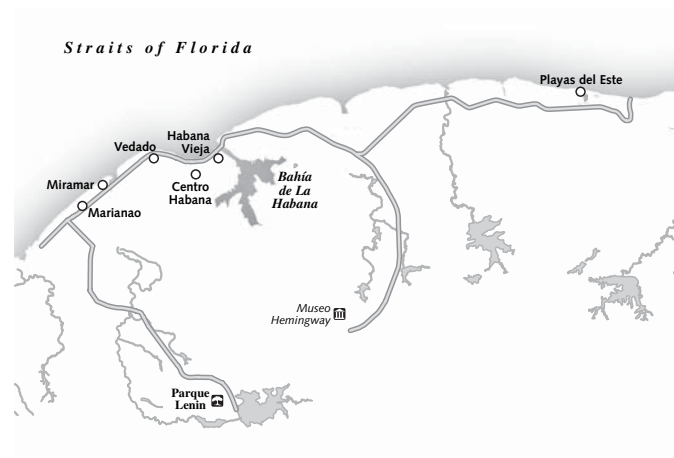 Straits of Florida
Playas del Este
Habana
Vieja
Vedado
Bahía
de La
Habana
Miramar
Centro
Habana
Marianao
Museo
Hemingway
Parque
Lenin